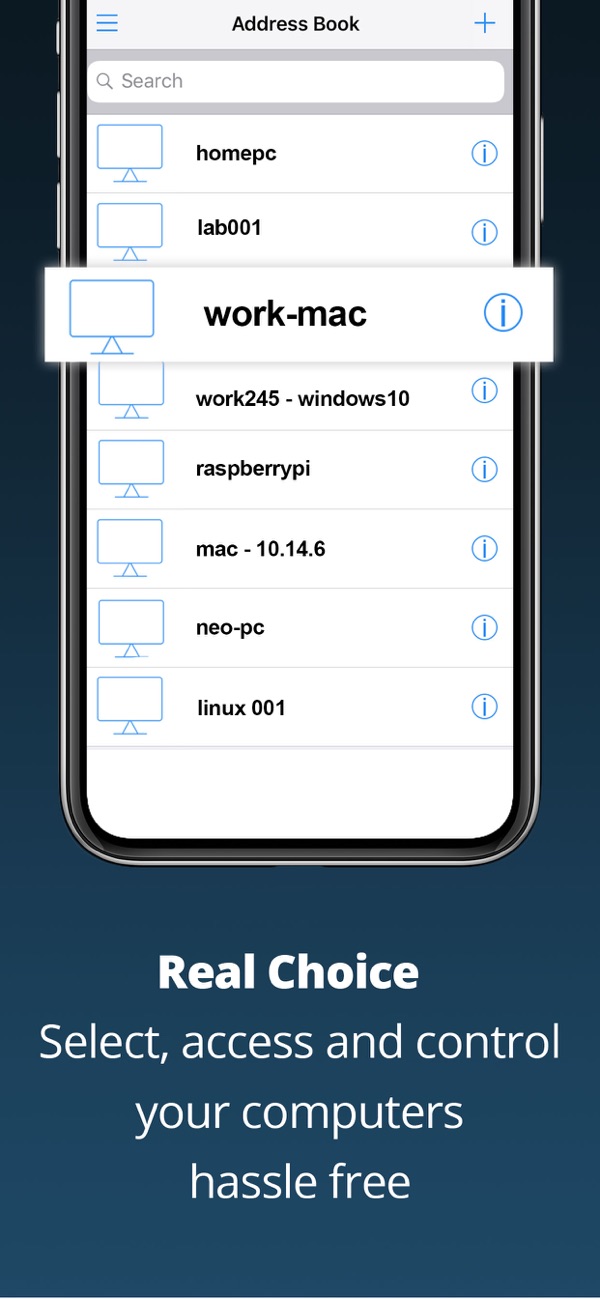 Address Book
Search
homepc
lab001
work-mac
work245 - windows10
raspberrypi
mac - 10.14.6
neo-pc
linux 001
Real Choice
Select, access and control
your computers
hassle free